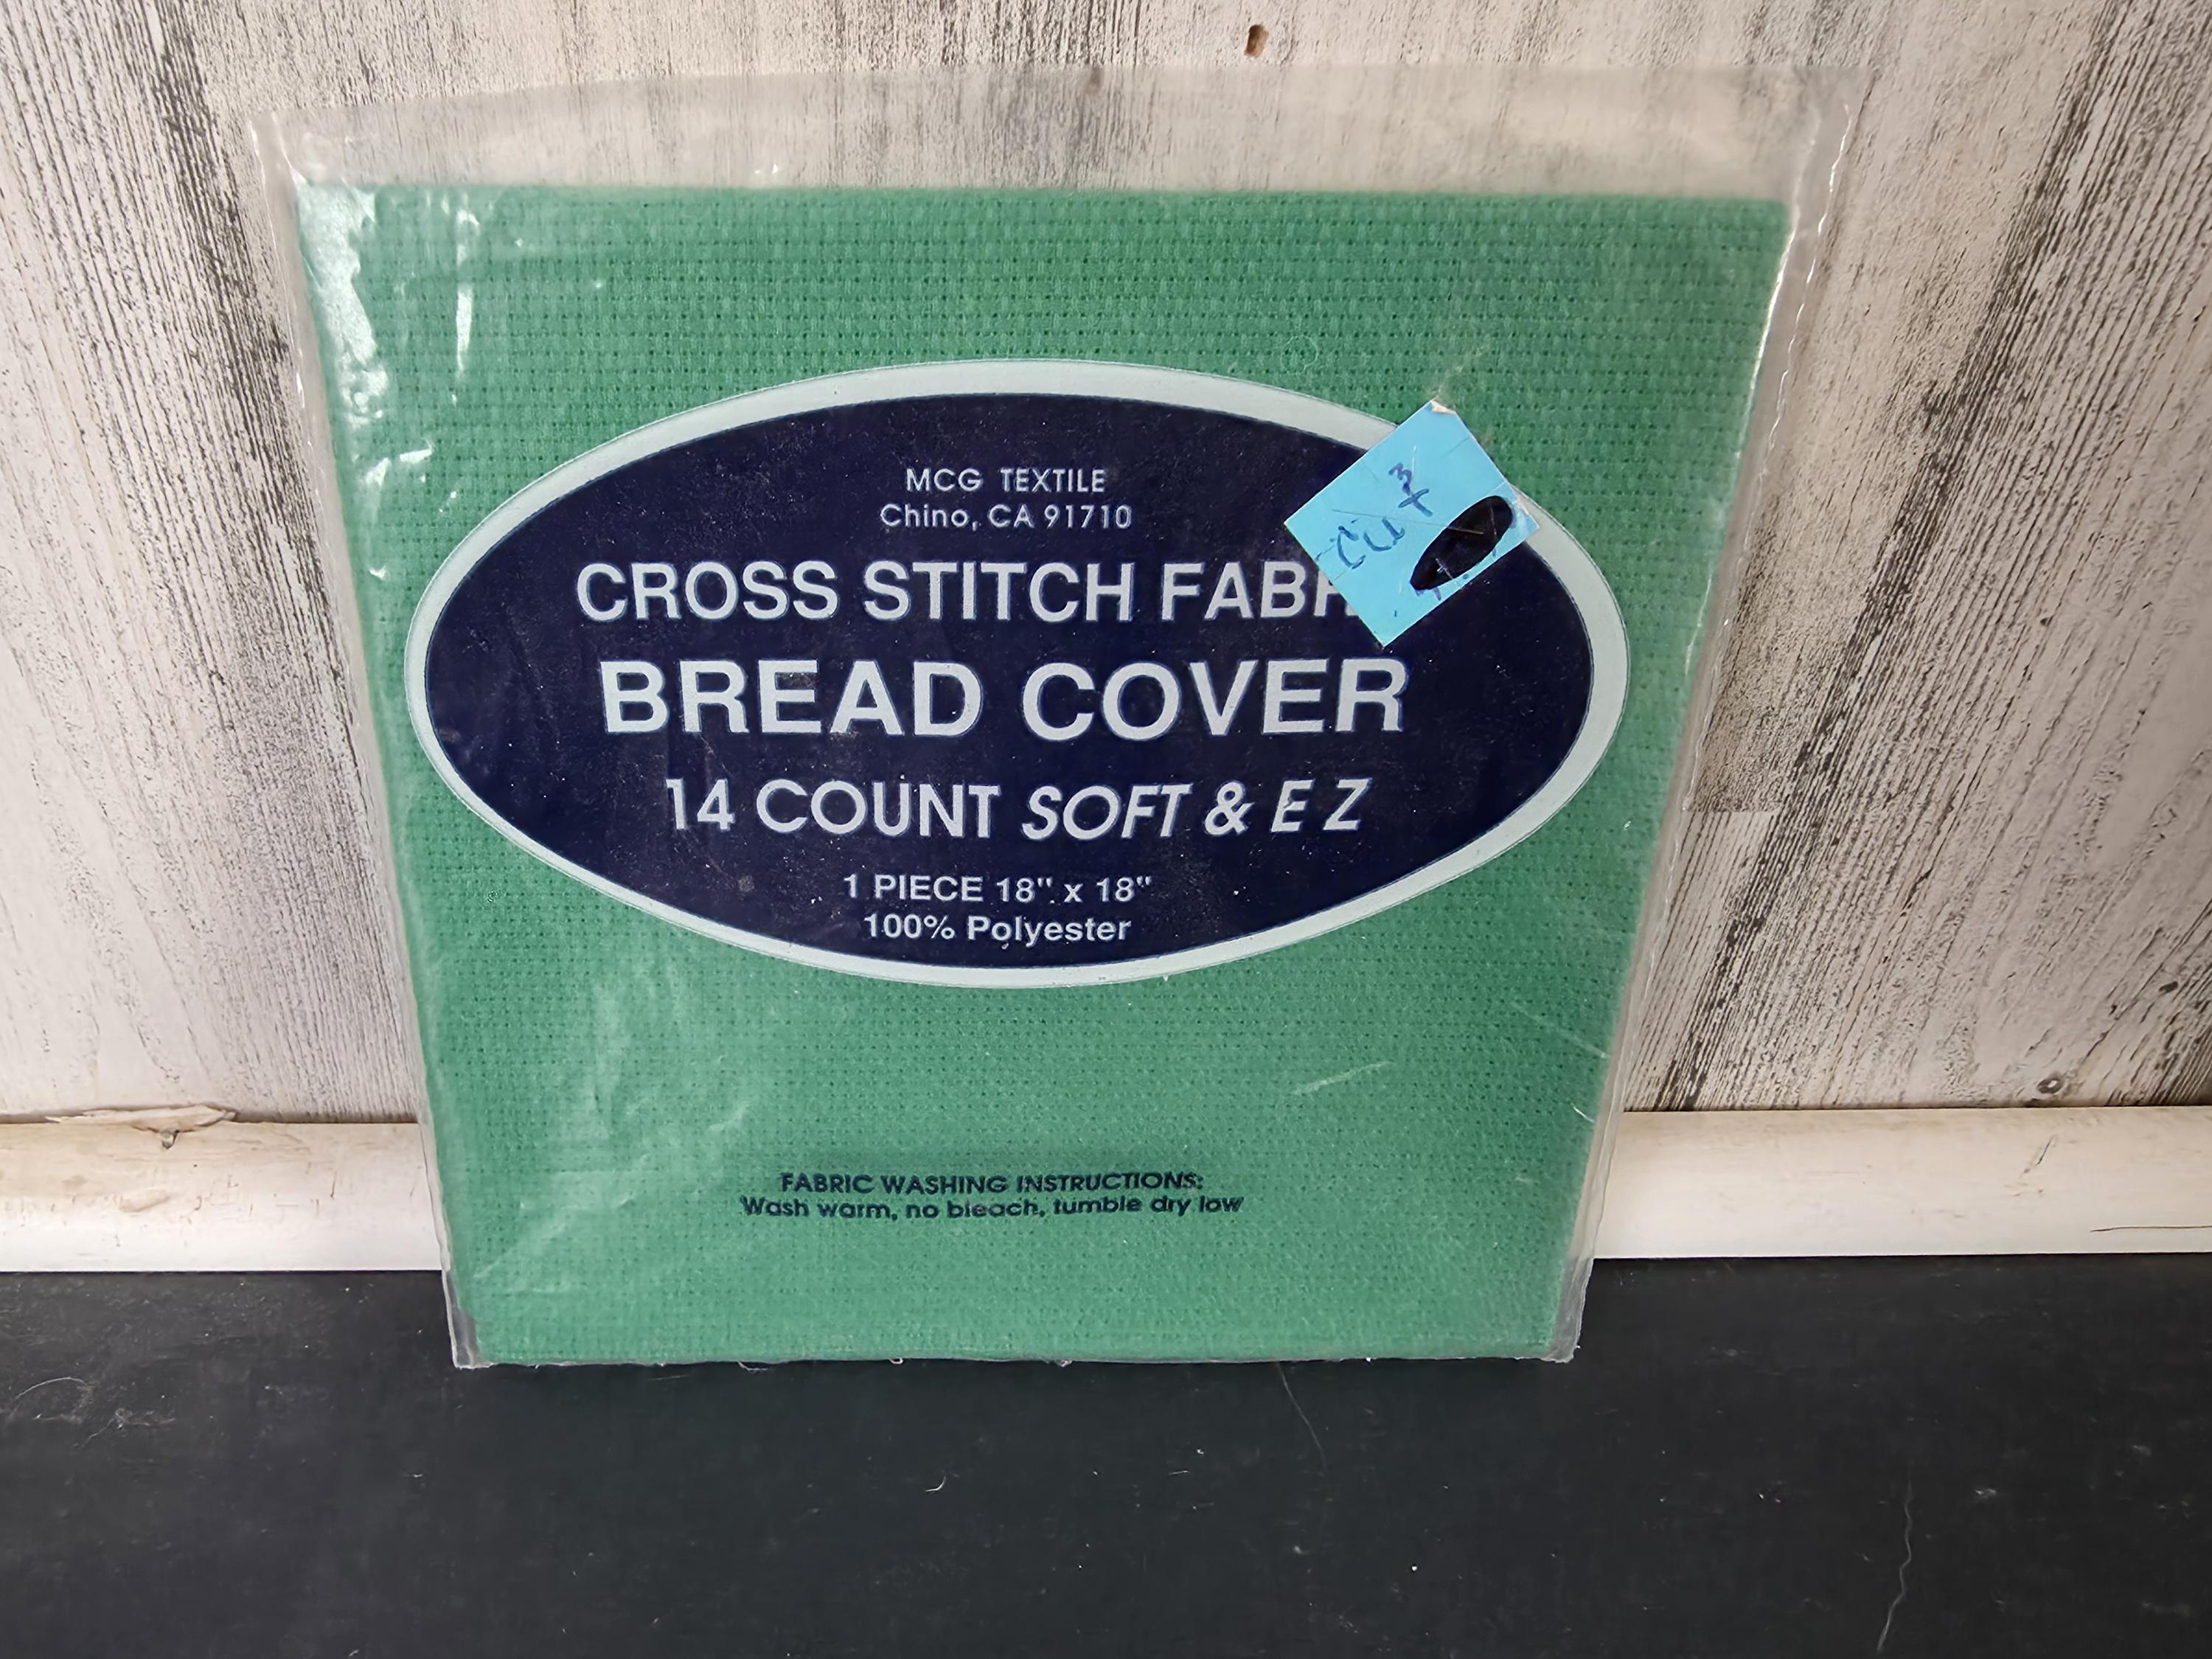 MCG TEXTILE
Chino, CA 91710
CROSS STITCH FABR
BREAD COVER
14 COUNT SOFT & E Z
1 PIECE 18" x 18"
100% Polyester
FABRIC WASHING INSTRUCTIONS:
Wash warm, no bleach, tumble dry low